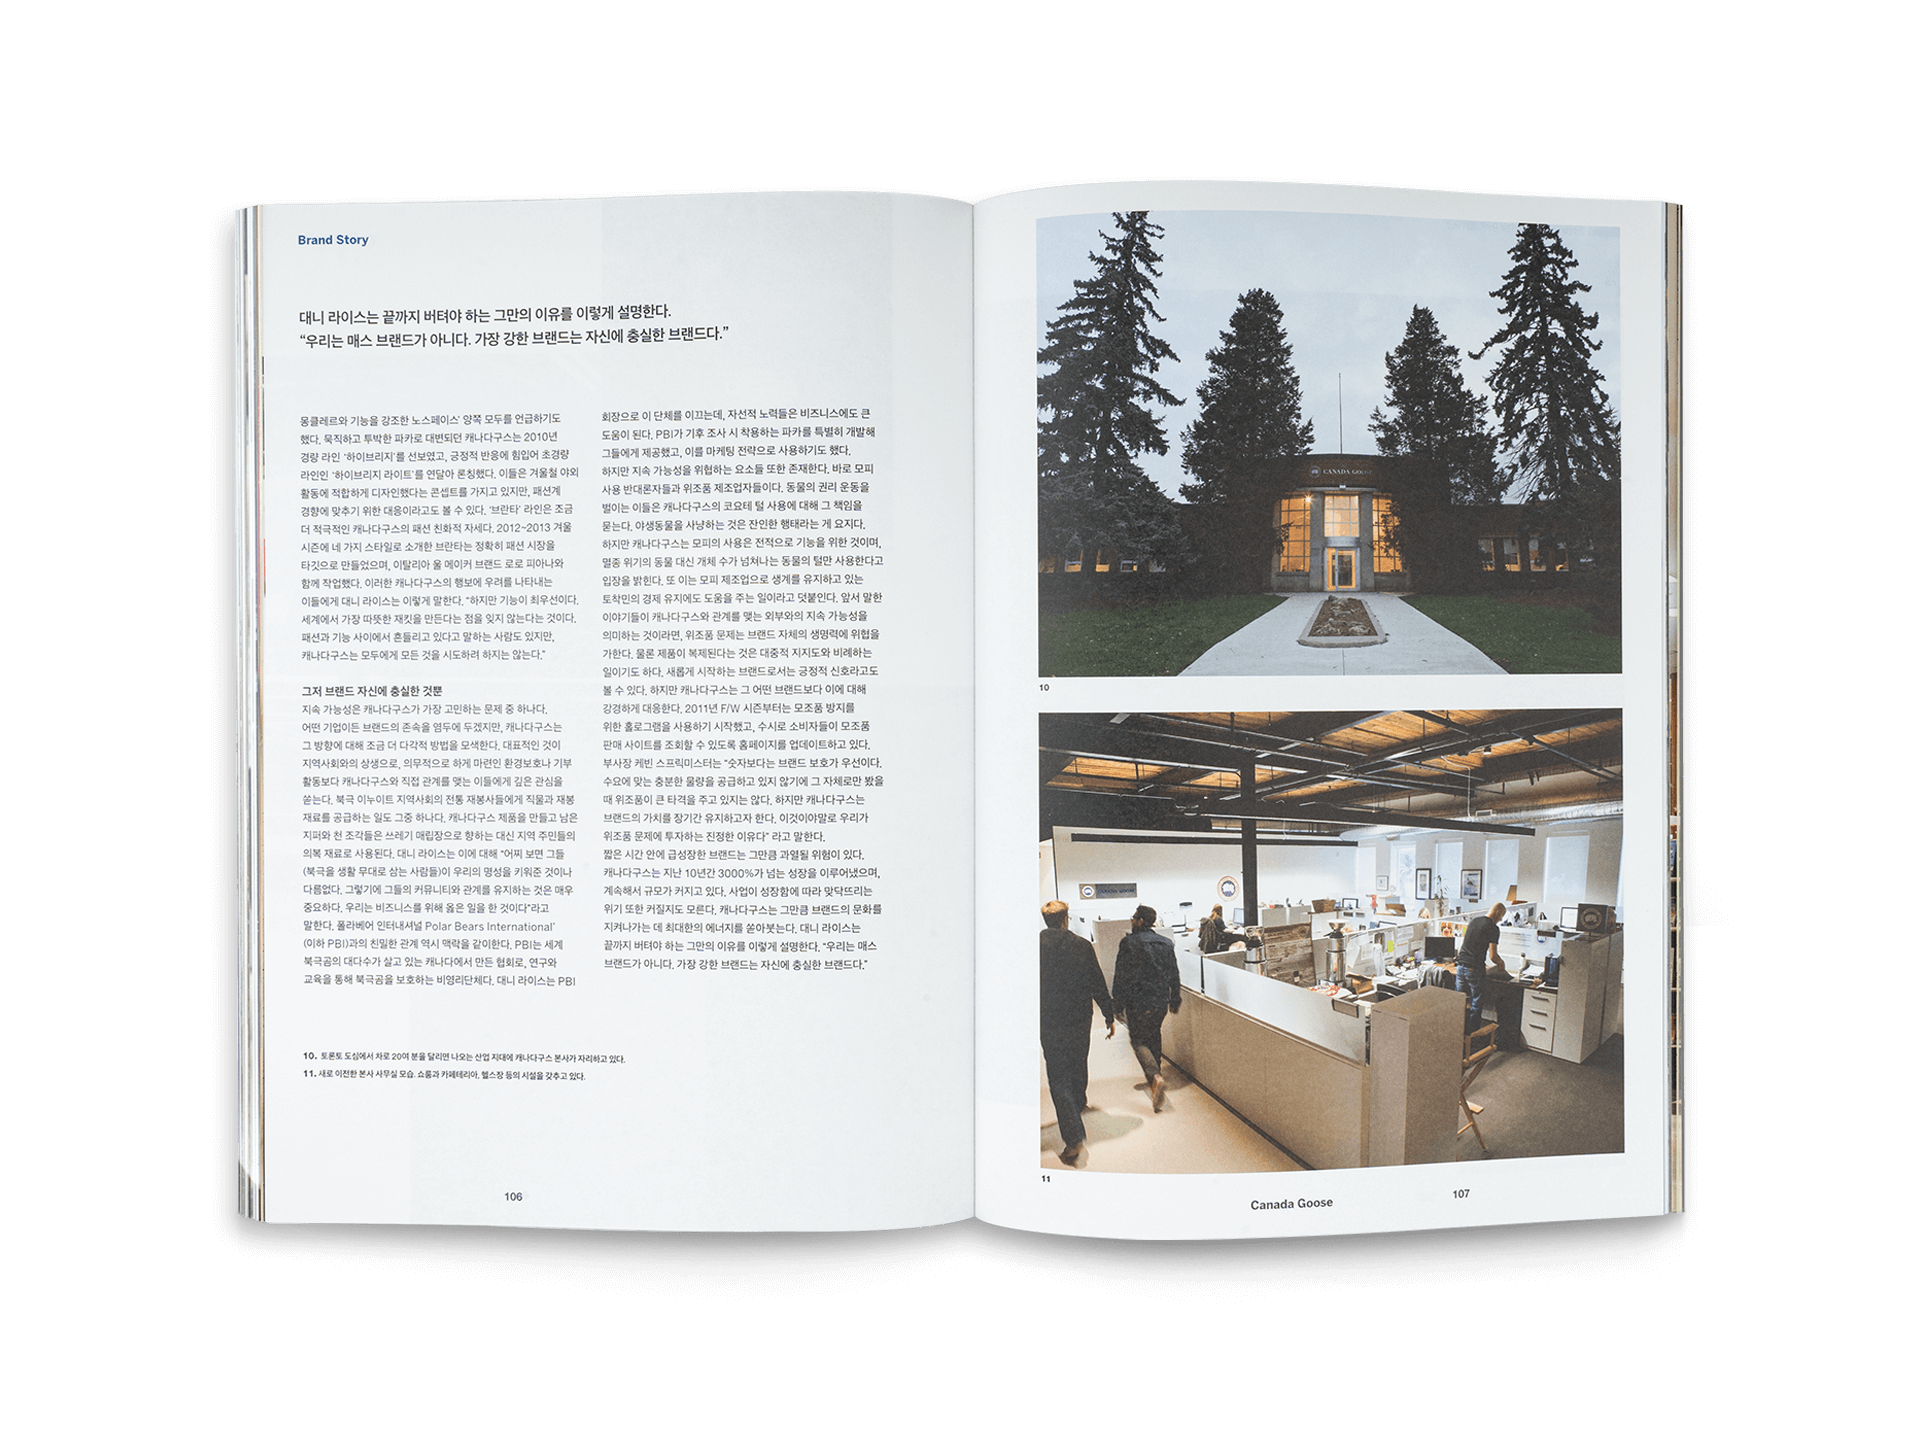 Brand Story
대니 라이스는 끝까지 버텨야 하는 그만의 이유를 이렇게 설명한다.
“우리는 매스 브랜드가 아니다. 가장 강한 브랜드는 자신에 충실한 브랜드다.”
몽클레르와 기능을 강조한 노스페이스’ 양쪽 모두를 언급하기도
했다. 묵직하고 투박한 파카로 대변되던 캐나다구스는 2010년
경량 라인 ‘하이브리지’를 선보였고, 긍정적 반응에 힘입어 초경량
라인인 ‘하이브리지 라이트’를 연달아 론칭했다. 이들은 겨울철 야외
활동에 적합하게 디자인했다는 콘셉트를 가지고 있지만, 패션계
경향에 맞추기 위한 대응이라고도 볼 수 있다. ‘브란타’ 라인은 조금
더 적극적인 캐나다구스의 패션 친화적 자세다. 2012~2013 겨울
시즌에 네 가지 스타일로 소개한 브란타는 정확히 패션 시장을
타깃으로 만들었으며, 이탈리아 울 메이커 브랜드 로로 피아나와
함께 작업했다. 이러한 캐나다구스의 행보에 우려를 나타내는
이들에게 대니 라이스는 이렇게 말한다. “하지만 기능이 최우선이다.
세계에서 가장 따뜻한 재킷을 만든다는 점을 잊지 않는다는 것이다.
패션과 기능 사이에서 흔들리고 있다고 말하는 사람도 있지만,
캐나다구스는 모두에게 모든 것을 시도하려 하지는 않는다.”
그저 브랜드 자신에 충실한 것뿐
지속 가능성은 캐나다구스가 가장 고민하는 문제 중 하나다.
어떤 기업이든 브랜드의 존속을 염두에 두겠지만, 캐나다구스는
그 방향에 대해 조금 더 다각적 방법을 모색한다. 대표적인 것이
지역사회와의 상생으로, 의무적으로 하게 마련인 환경보호나 기부
활동보다 캐나다구스와 직접 관계를 맺는 이들에게 깊은 관심을
쏟는다. 북극 이누이트 지역사회의 전통 재봉사들에게 직물과 재봉
재료를 공급하는 일도 그중 하나다. 캐나다구스 제품을 만들고 남은
지퍼와 천 조각들은 쓰레기 매립장으로 향하는 대신 지역 주민들의
의복 재료로 사용된다. 대니 라이스는 이에 대해 “어찌 보면 그들
(북극을 생활 무대로 삼는 사람들)이 우리의 명성을 키워준 것이나
다름없다. 그렇기에 그들의 커뮤니티와 관계를 유지하는 것은 매우
중요하다. 우리는 비즈니스를 위해 옳은 일을 한 것이다”라고
말한다. 폴라베어 인터내셔널 Polar Bears International’
(이하 PBI)과의 친밀한 관계 역시 맥락을 같이한다. PBI는 세계
북극곰의 대다수가 살고 있는 캐나다에서 만든 협회로, 연구와
교육을 통해 북극곰을 보호하는 비영리단체다. 대니 라이스는 PBI
회장으로 이 단체를 이끄는데, 자선적 노력들은 비즈니스에도 큰
도움이 된다. PBI가 기후 조사 시 착용하는 파카를 특별히 개발해
그들에게 제공했고, 이를 마케팅 전략으로 사용하기도 했다.
하지만 지속 가능성을 위협하는 요소들 또한 존재한다. 바로 모피
사용 반대론자들과 위조품 제조업자들이다. 동물의 권리 운동을
벌이는 이들은 캐나다구스의 코요테 털 사용에 대해 그 책임을
묻는다. 야생동물을 사냥하는 것은 잔인한 행태라는 게 요지다.
하지만 캐나다구스는 모피의 사용은 전적으로 기능을 위한 것이며,
멸종 위기의 동물 대신 개체 수가 넘쳐나는 동물의 털만 사용한다고
입장을 밝힌다. 또 이는 모피 제조업으로 생계를 유지하고 있는
토착민의 경제 유지에도 도움을 주는 일이라고 덧붙인다. 앞서 말한
이야기들이 캐나다구스와 관계를 맺는 외부와의 지속 가능성을
의미하는 것이라면, 위조품 문제는 브랜드 자체의 생명력에 위협을
가한다. 물론 제품이 복제된다는 것은 대중적 지지도와 비례하는
일이기도 하다. 새롭게 시작하는 브랜드로서는 긍정적 신호라고도
볼 수 있다. 하지만 캐나다구스는 그 어떤 브랜드보다 이에 대해
강경하게 대응한다. 2011년 F/W 시즌부터는 모조품 방지를
위한 홀로그램을 사용하기 시작했고, 수시로 소비자들이 모조품
판매 사이트를 조회할 수 있도록 홈페이지를 업데이트하고 있다.
부사장 케빈 스프릭미스터는 “숫자보다는 브랜드 보호가 우선이다.
수요에 맞는 충분한 물량을 공급하고 있지 않기에 그 자체로만 봤을
때 위조품이 큰 타격을 주고 있지는 않다. 하지만 캐나다구스는
브랜드의 가치를 장기간 유지하고자 한다. 이것이야말로 우리가
위조품 문제에 투자하는 진정한 이유다” 라고 말한다.
짧은 시간 안에 급성장한 브랜드는 그만큼 과열될 위험이 있다.
캐나다구스는 지난 10년간 3000%가 넘는 성장을 이루어냈으며,
계속해서 규모가 커지고 있다. 사업이 성장함에 따라 맞닥뜨리는
위기 또한 커질지도 모른다. 캐나다구스는 그만큼 브랜드의 문화를
지켜나가는 데 최대한의 에너지를 쏟아붓는다. 대니 라이스는
끝까지 버텨야 하는 그만의 이유를 이렇게 설명한다. “우리는 매스
브랜드가 아니다. 가장 강한 브랜드는 자신에 충실한 브랜드다.”
10. 토론토 도심에서 차로 20여 분을 달리면 나오는 산업 지대에 캐나다구스 본사가 자리하고 있다.
11. 새로 이전한 본사 사무실 모습. 쇼룸과 카페테리아, 헬스장 등의 시설을 갖추고 있다.
106
CANADA GOOSE
10
CANADA GOOSE
11
Canada Goose
107